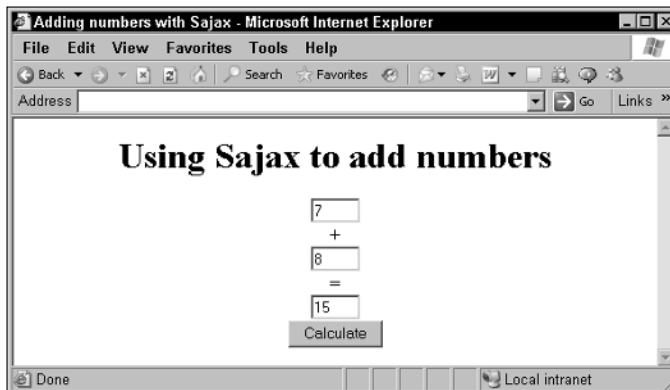 Adding numbers with Sajax - Microsoft Internet Explorer
File Edit View Favorites Tools Help
Back Search Favorites
Address Go Links »
Using Sajax to add numbers
7
+
8
=
15
Calculate
Done Local intranet